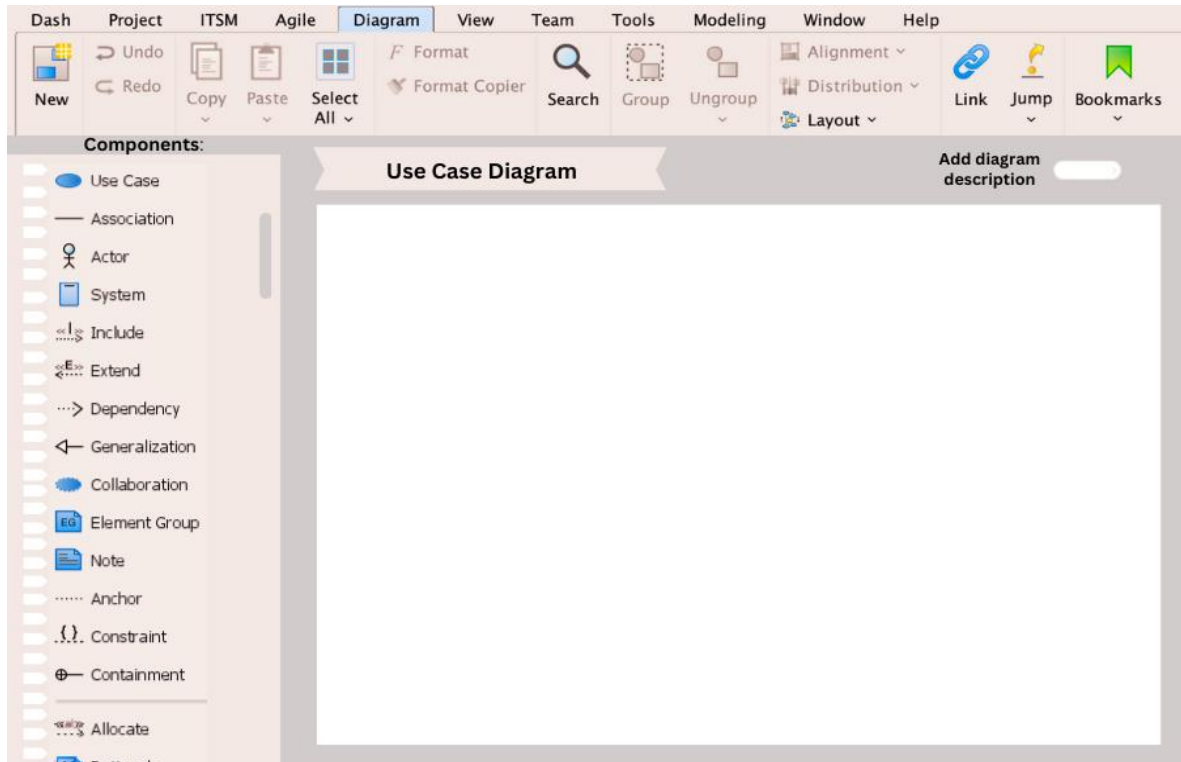 Dash Project ITSM Agile Diagram View Team Tools Modeling Window Help
New
Undo
Redo
Copy
Paste
Select
All
F Format
Format Copier
Search
Group
Ungroup
Alignment
Distribution
Layout
Link
Jump
Bookmarks
Components:
Use Case
Association
Actor
System
«I» Include
«E» Extend
Dependency
Generalization
Collaboration
EG Element Group
Note
Anchor
{} Constraint
Containment
Allocate
Use Case Diagram
Add diagram
description